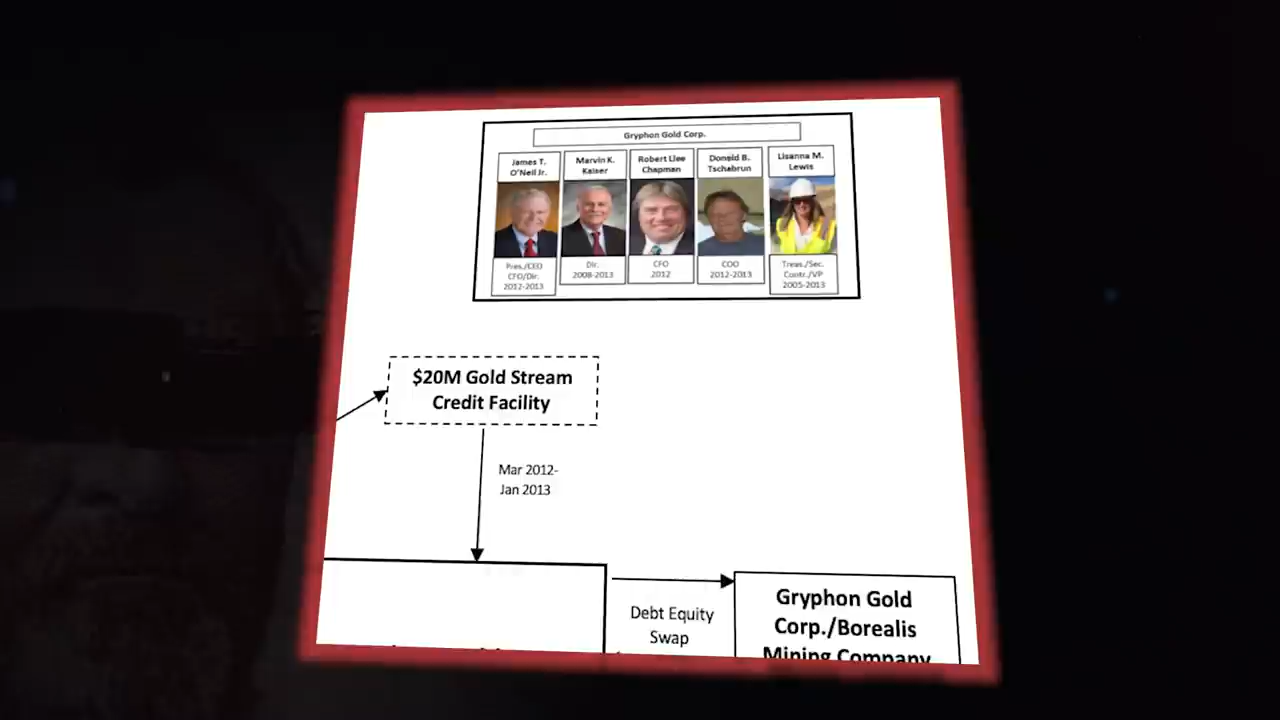 Gryphon Gold Corp.
James T.
O'Neil Jr.
Marvin K.
Kaiser
Robert Llee
Chapman
Donald B.
Tschabrun
Lisanna M.
Lewis
Pres./CEO
CFO/Dir.
2012-2013
Dir.
2008-2013
CFO
2012
COO
2012-2013
Treas./Sec.
Contr./VP
2005-2013
$20M Gold Stream
Credit Facility
Mar 2012-
Jan 2013
Debt Equity
Swap
Gryphon Gold
Corp./Borealis
Mining Company